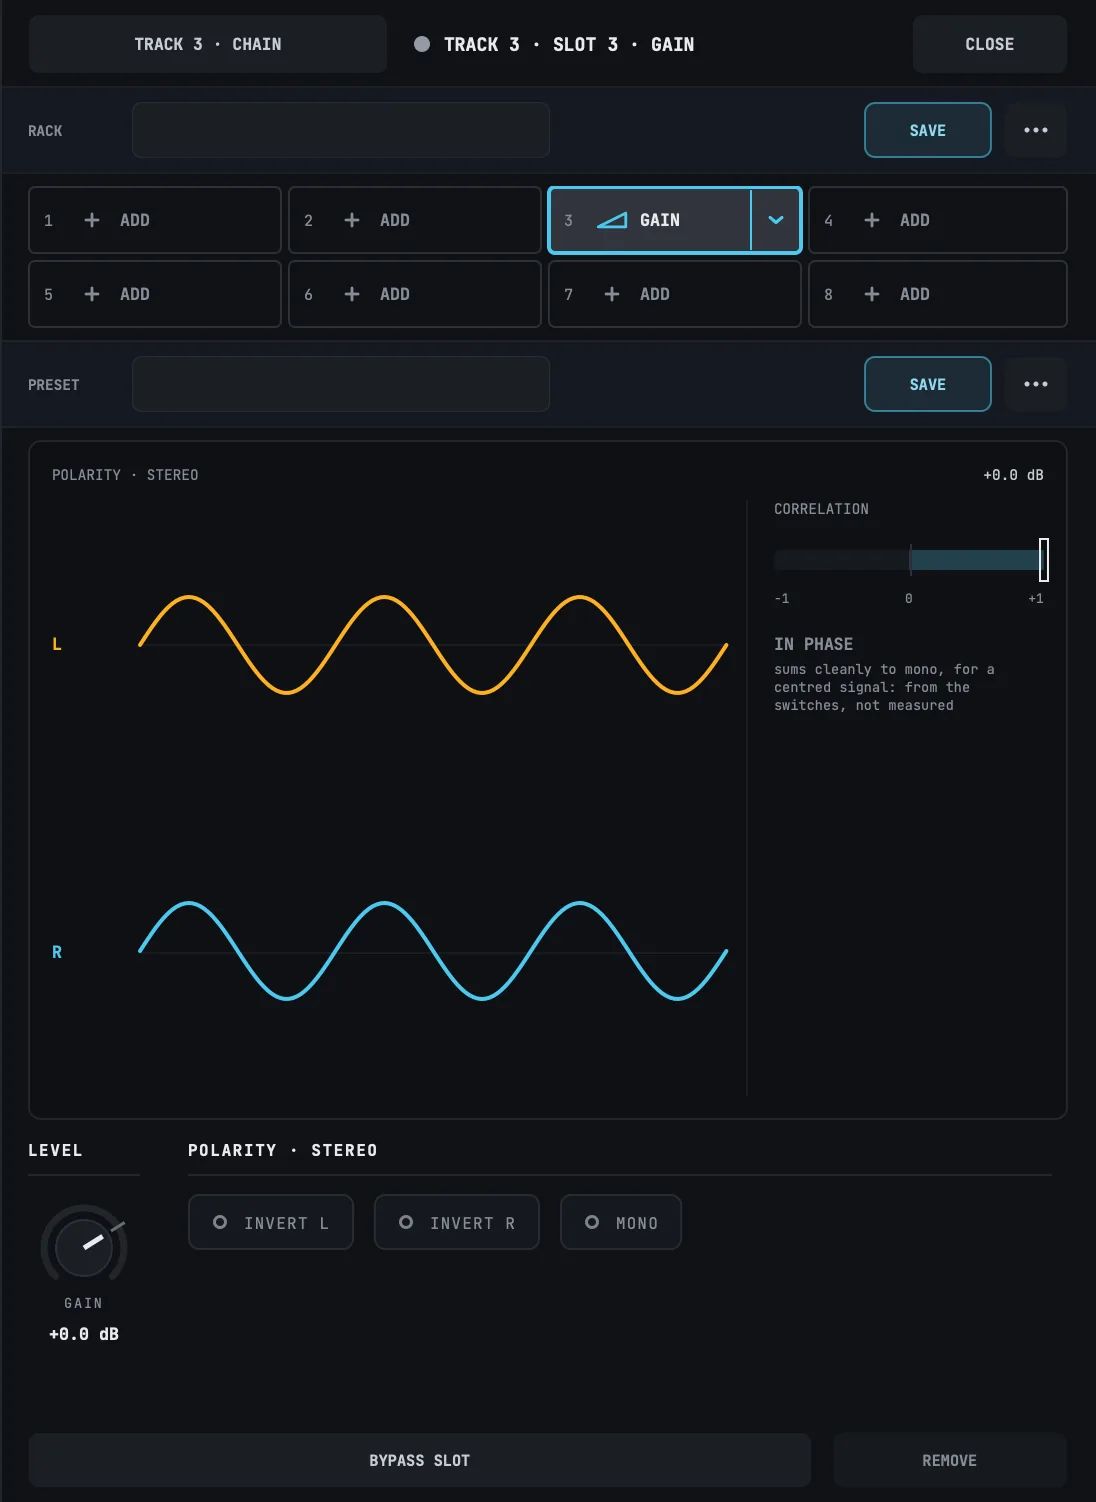 TRACK 3 · CHAIN
TRACK 3 · SLOT 3 · GAIN
CLOSE
RACK
SAVE
1 + ADD
2 + ADD
3 GAIN
4 + ADD
5 + ADD
6 + ADD
7 + ADD
8 + ADD
PRESET
SAVE
POLARITY · STEREO
+0.0 dB
CORRELATION
-1
0
+1
L
IN PHASE
sums cleanly to mono, for a
centred signal: from the
switches, not measured
R
LEVEL
POLARITY · STEREO
INVERT L
INVERT R
MONO
GAIN
+0.0 dB
BYPASS SLOT
REMOVE